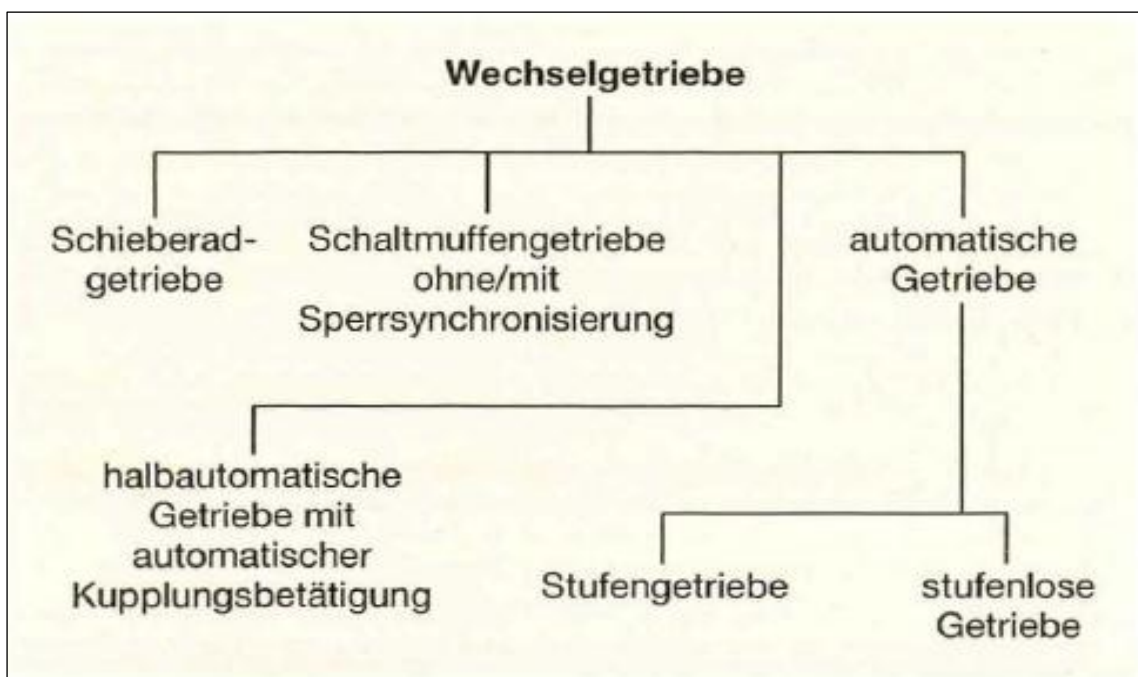 Wechselgetriebe
Schieberad-
getriebe
Schaltmuffengetriebe
ohne/mit
Sperrsynchronisierung
automatische
Getriebe
halbautomatische
Getriebe mit
automatischer
Kupplungsbetätigung
Stufengetriebe
stufenlose
Getriebe